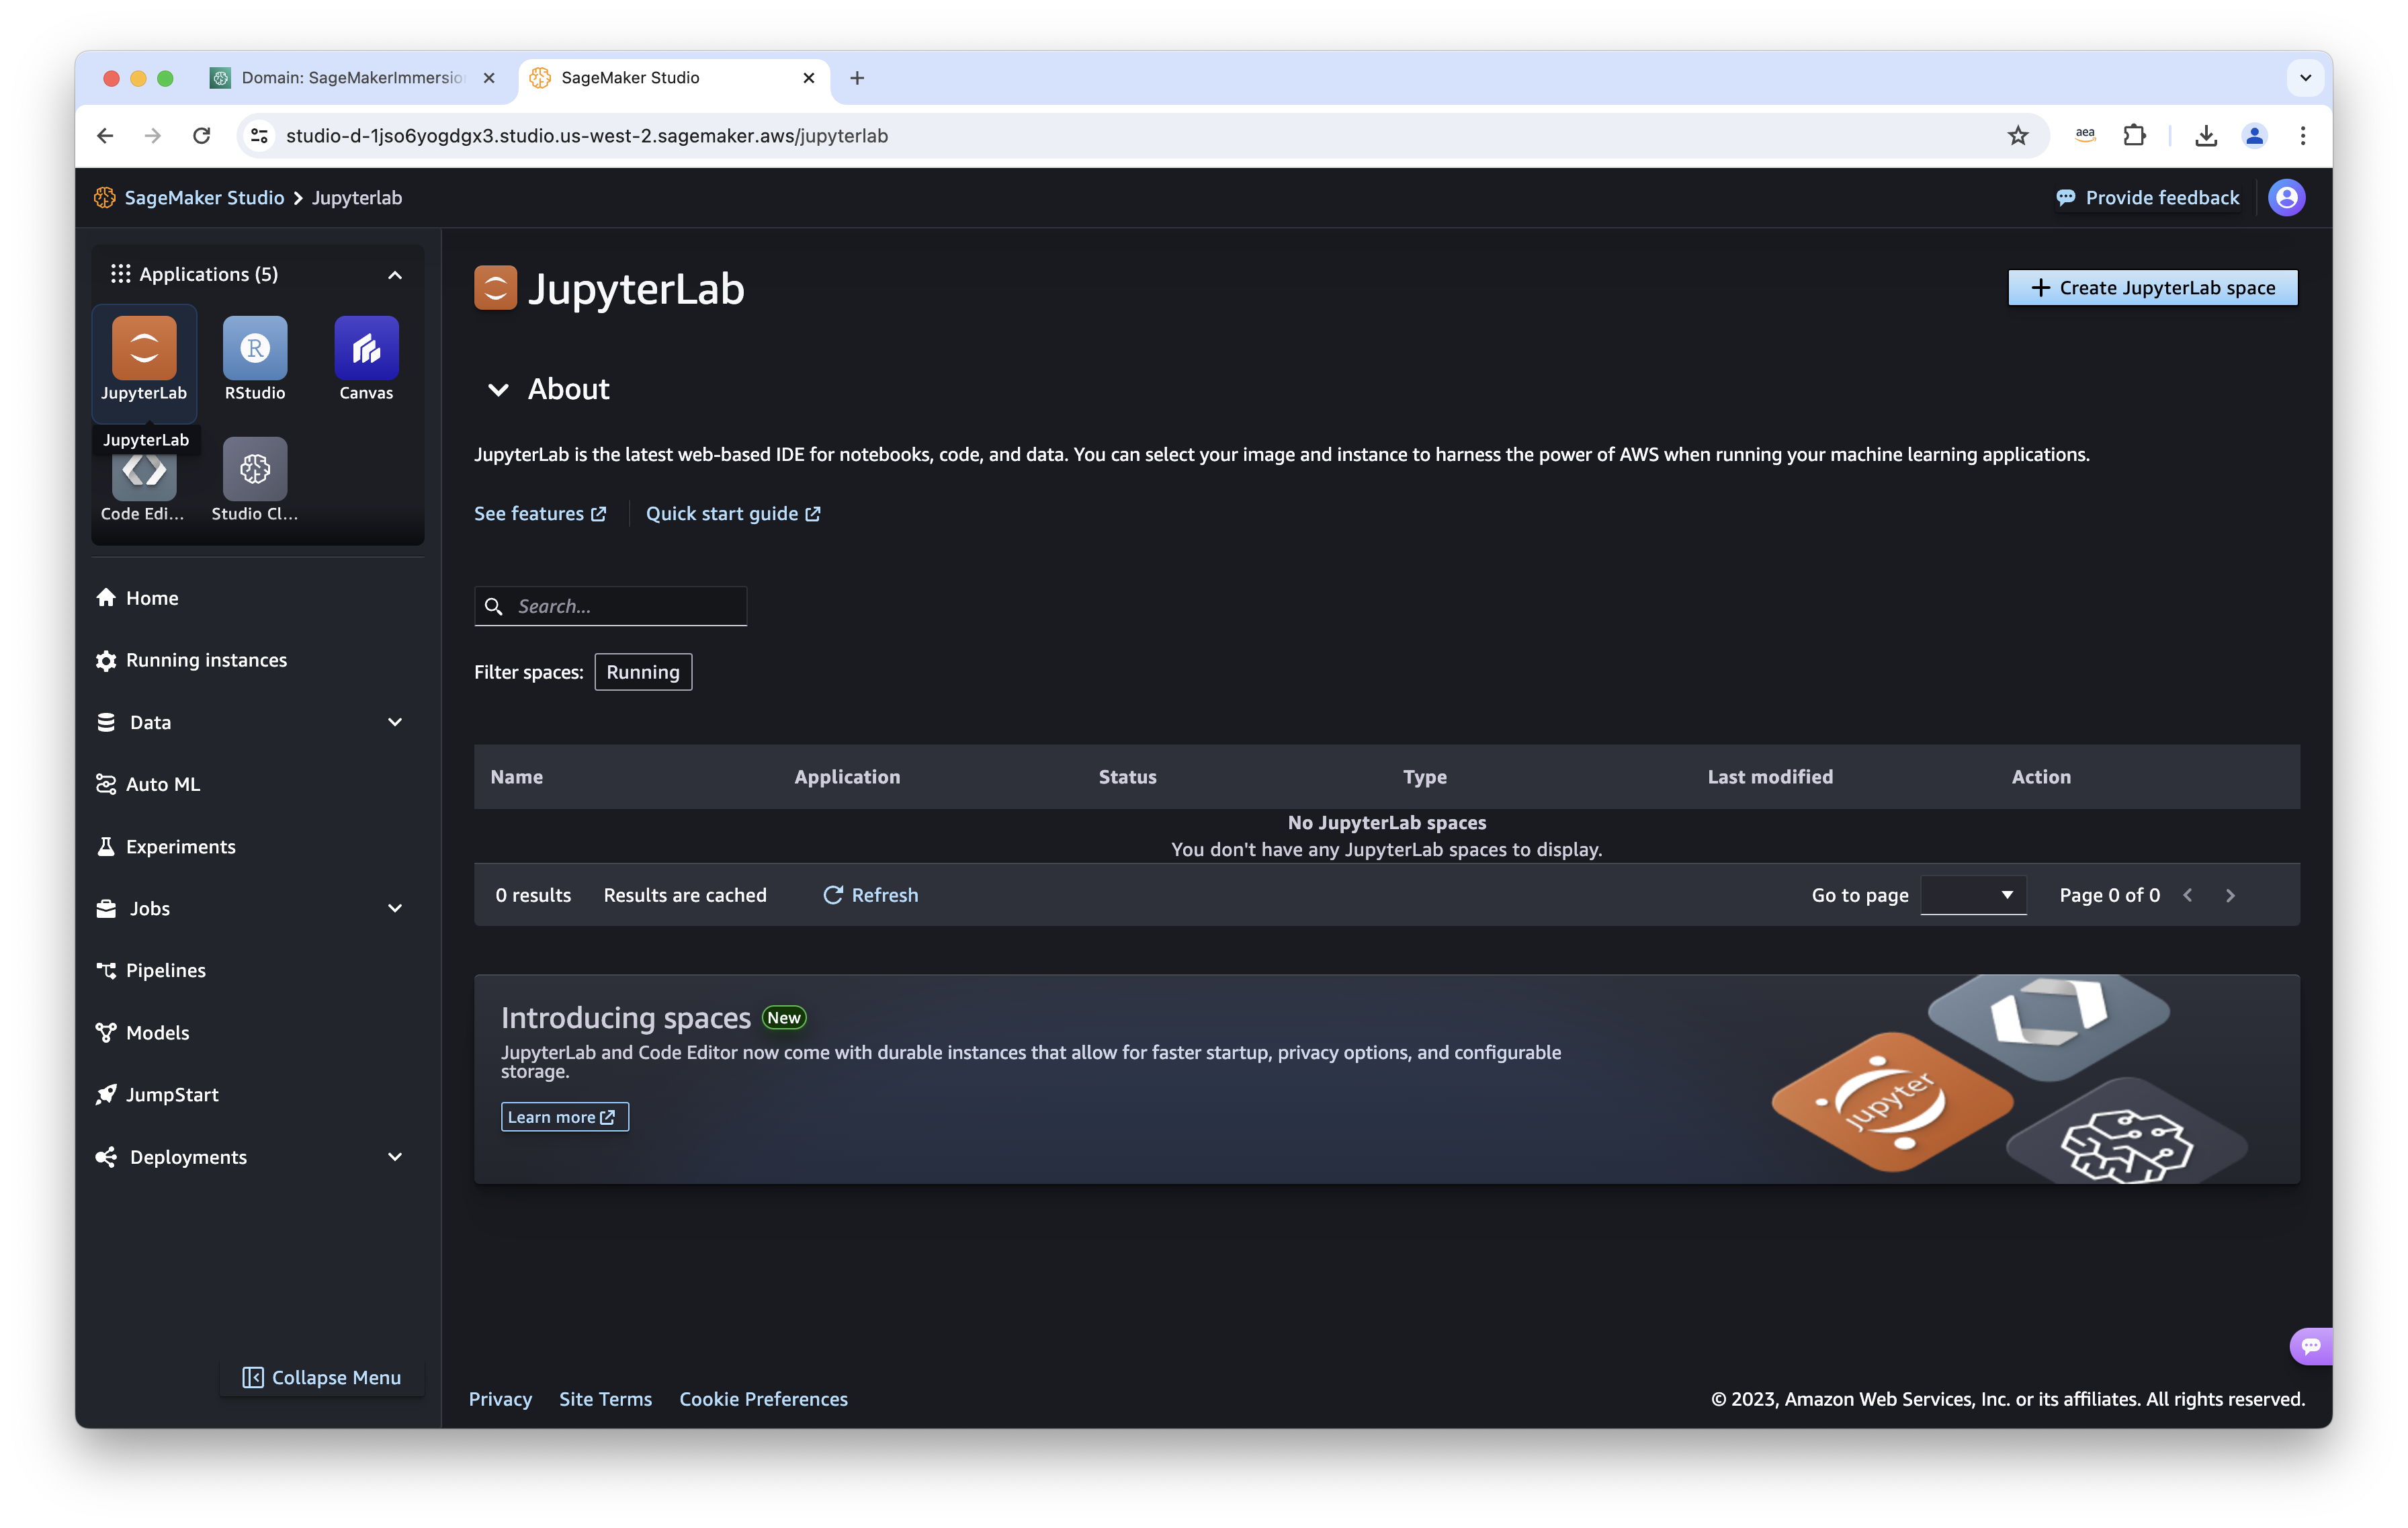 Domain: SageMakerImmersio
SageMaker Studio
studio-d-1jso6yogdgx3.studio.us-west-2.sagemaker.aws/jupyterlab
aea
SageMaker Studio
Jupyterlab
Provide feedback
Applications (5)
JupyterLab
RStudio
Canvas
JupyterLab
Code Edi...
Studio Cl...
Home
Running instances
Data
Auto ML
Experiments
Jobs
Pipelines
Models
JumpStart
Deployments
Collapse Menu
JupyterLab
Create JupyterLab space
About
JupyterLab is the latest web-based IDE for notebooks, code, and data. You can select your image and instance to harness the power of AWS when running your machine learning applications.
See features
Quick start guide
Search...
Filter spaces: Running
Name Application Status Type Last modified Action
No JupyterLab spaces
You don't have any JupyterLab spaces to display.
0 results Results are cached Refresh Go to page Page 0 of 0
Introducing spaces New
JupyterLab and Code Editor now come with durable instances that allow for faster startup, privacy options, and configurable
storage.
Learn more
jupyter
Privacy Site Terms Cookie Preferences
© 2023, Amazon Web Services, Inc. or its affiliates. All rights reserved.